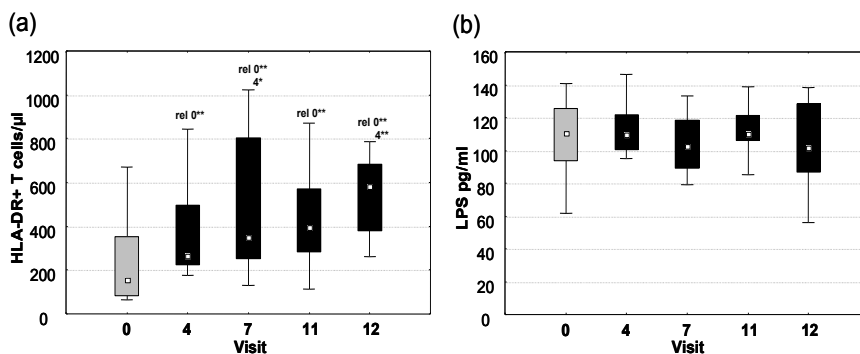 (a)
HLA-DR+ T cells/µl
1200
1000
800
600
400
200
0
rel 0**
rel 0**
4*
rel 0**
rel 0**
4**
0 4 7 11 12
Visit
(b)
LPS pg/ml
160
140
120
100
80
60
40
20
0
0 4 7 11 12
Visit